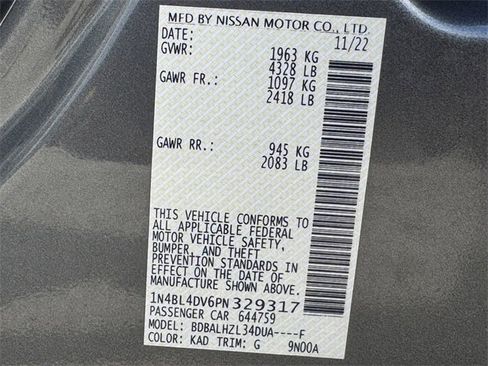 MFD BY NISSAN MOTOR CO., LTD.
DATE: 11/22
GVWR: 1963 KG
4328 LB
GAWR FR.: 1097 KG
2418 LB
GAWR RR.: 945 KG
2083 LB
THIS VEHICLE CONFORMS TO
ALL APPLICABLE FEDERAL
MOTOR VEHICLE SAFETY,
BUMPER, AND THEFT
PREVENTION STANDARDS IN
EFFECT ON THE DATE OF
MANUFACTURE SHOWN ABOVE.
1N4BL4DV6PN329317
PASSENGER CAR 644759
MODEL: BDBALHZL34DUA----F
COLOR: KAD TRIM: G 9N00A